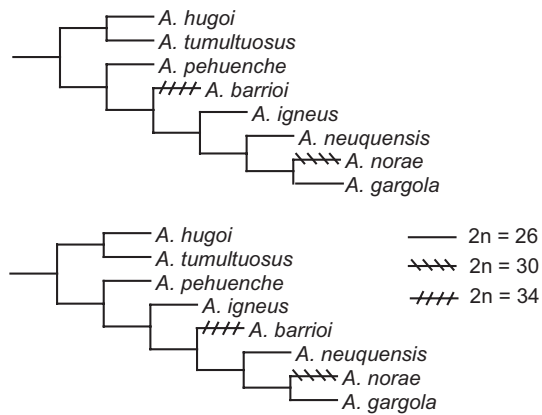 A. hugoi
A. tumultuosus
A. pehuenche
A. barrioi
A. igneus
A. neuquensis
A. norae
A. gargola
A. hugoi
A. tumultuosus
A. pehuenche
A. igneus
A. barrioi
A. neuquensis
A. norae
A. gargola
2n = 26
2n = 30
2n = 34